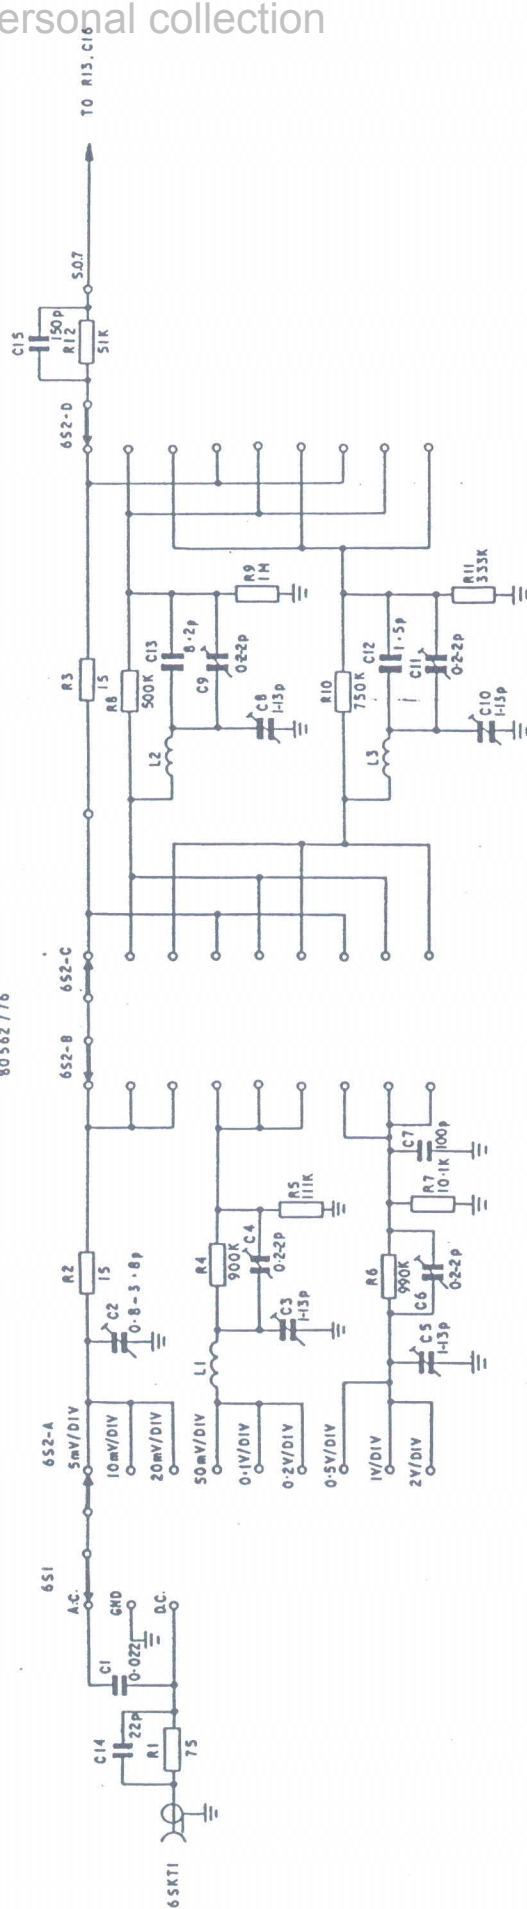 ersonal collection
80562/76
6SKT1
C14
22p
R1
75
C1
0·022
6S1
A.C.
GND
D.C.
6S2-A
5mV/DIV
10mV/DIV
20mV/DIV
50mV/DIV
0·1V/DIV
0·2V/DIV
0·5V/DIV
1V/DIV
2V/DIV
R2
15
C2
0·8-3·8p
L1
R4
900K
C3
1-13p
C4
0·2-2p
R5
111K
C5
1-13p
R6
990K
C6
0·2-2p
R7
10·1K
C7
100p
6S2-B
6S2-C
R3
15
R8
500K
L2
C13
8·2p
C9
0·2-2p
C8
1-13p
R9
1M
R10
750K
L3
C12
1·5p
C11
0·2-2p
C10
1-13p
R11
333K
6S2-D
C15
150p
R12
51K
S.O.7
TO R13, C16